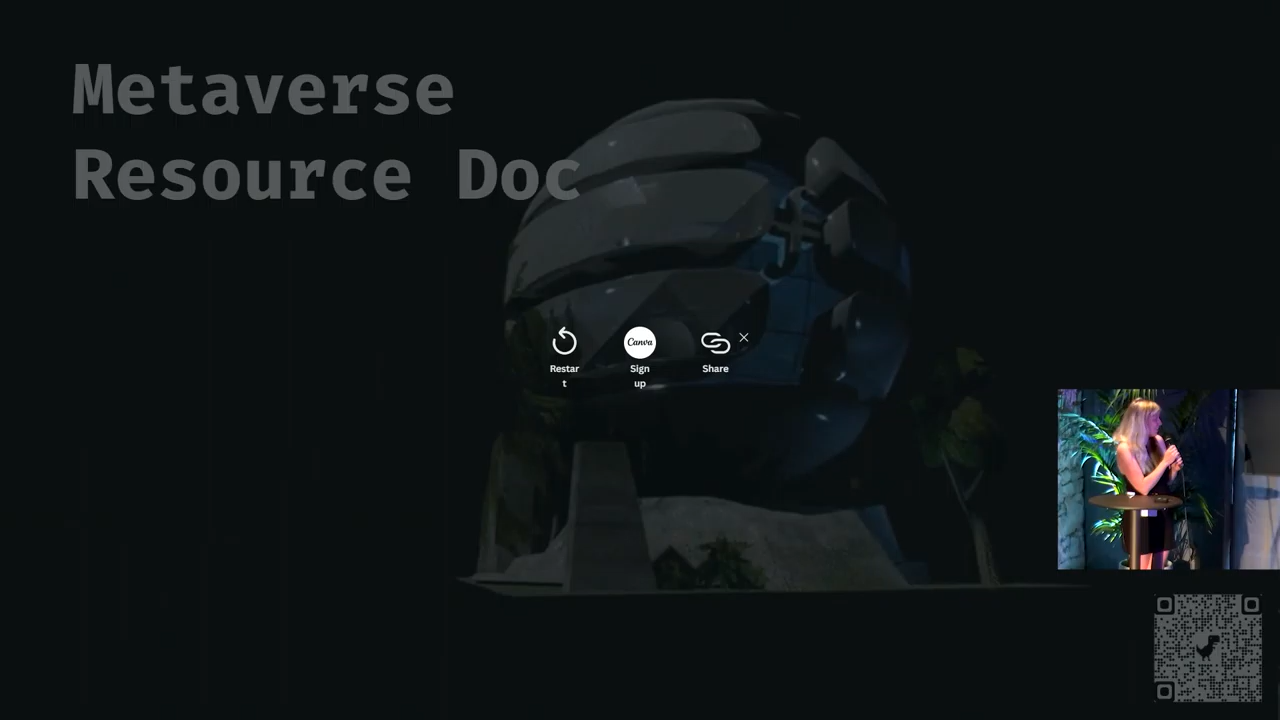 Metaverse
Resource Doc
Restar
t
Canva
Sign
up
Share